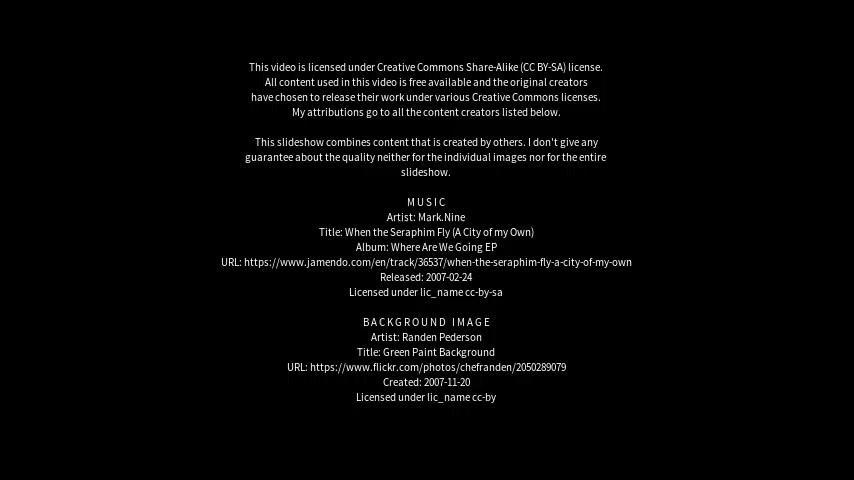 This video is licensed under Creative Commons Share-Alike (CC BY-SA) license.
All content used in this video is free available and the original creators
have chosen to release their work under various Creative Commons licenses.
My attributions go to all the content creators listed below.
This slideshow combines content that is created by others. I don't give any
guarantee about the quality neither for the individual images nor for the entire
slideshow.
MUSIC
Artist: Mark.Nine
Title: When the Seraphim Fly (A City of my Own)
Album: Where Are We Going EP
URL: https://www.jamendo.com/en/track/36537/when-the-seraphim-fly-a-city-of-my-own
Released: 2007-02-24
Licensed under lic_name cc-by-sa
BACKGROUND IMAGE
Artist: Randen Pederson
Title: Green Paint Background
URL: https://www.flickr.com/photos/chefranden/2050289079
Created: 2007-11-20
Licensed under lic_name cc-by